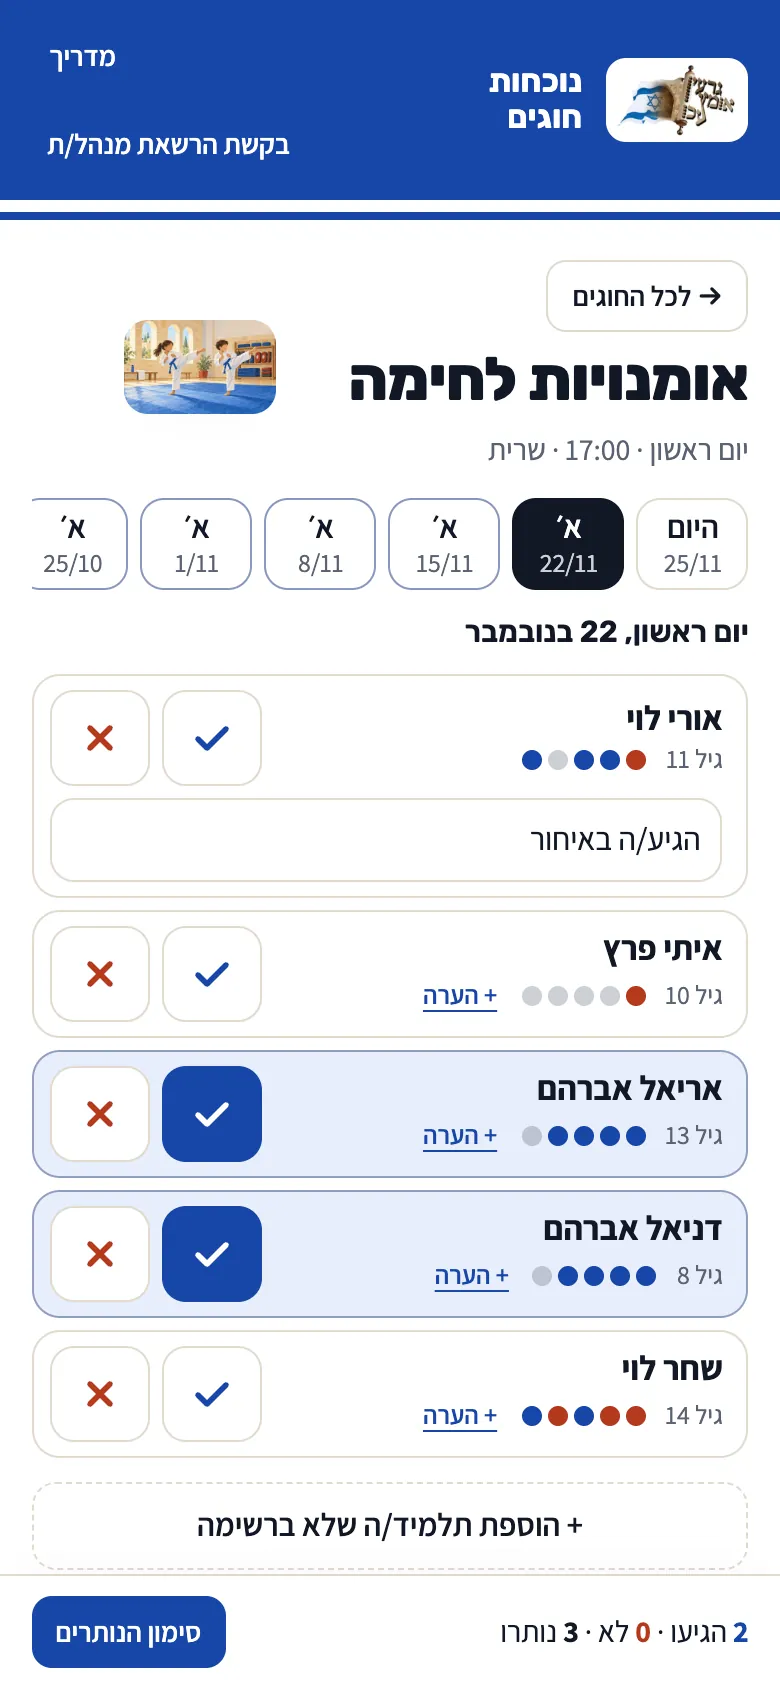 גרעין
אומץ
נוכחות
חוגים
מדריך
בקשת הרשאת מנהל/ת
→ לכל החוגים
אומנויות לחימה
יום ראשון · 17:00 · שרית
היום א׳ א׳ א׳ א׳ א׳
25/11 22/11 15/11 8/11 1/11 25/10
יום ראשון, 22 בנובמבר
אורי לוי
גיל 11
הגיע/ה באיחור
איתי פרץ
גיל 10 + הערה
אריאל אברהם
גיל 13 + הערה
דניאל אברהם
גיל 8 + הערה
שחר לוי
גיל 14 + הערה
+ הוספת תלמיד/ה שלא ברשימה
2 הגיעו · 0 לא · 3 נותרו
סימון הנותרים